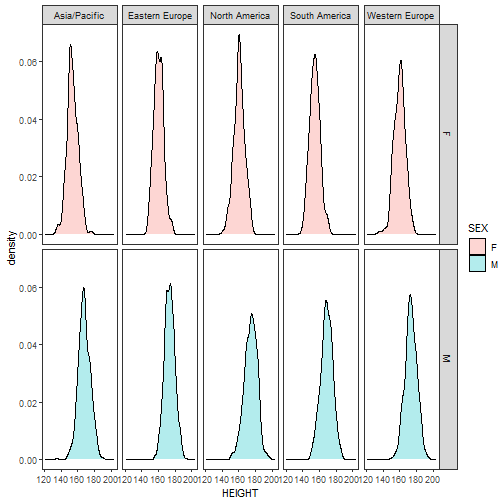 Asia/Pacific Eastern Europe North America South America Western Europe
0.06
0.04
0.02
0.00
F
density
SEX
F
M
0.06
0.04
0.02
0.00
M
120 140 160 180 200 120 140 160 180 200 120 140 160 180 200 120 140 160 180 200 120 140 160 180 200
HEIGHT